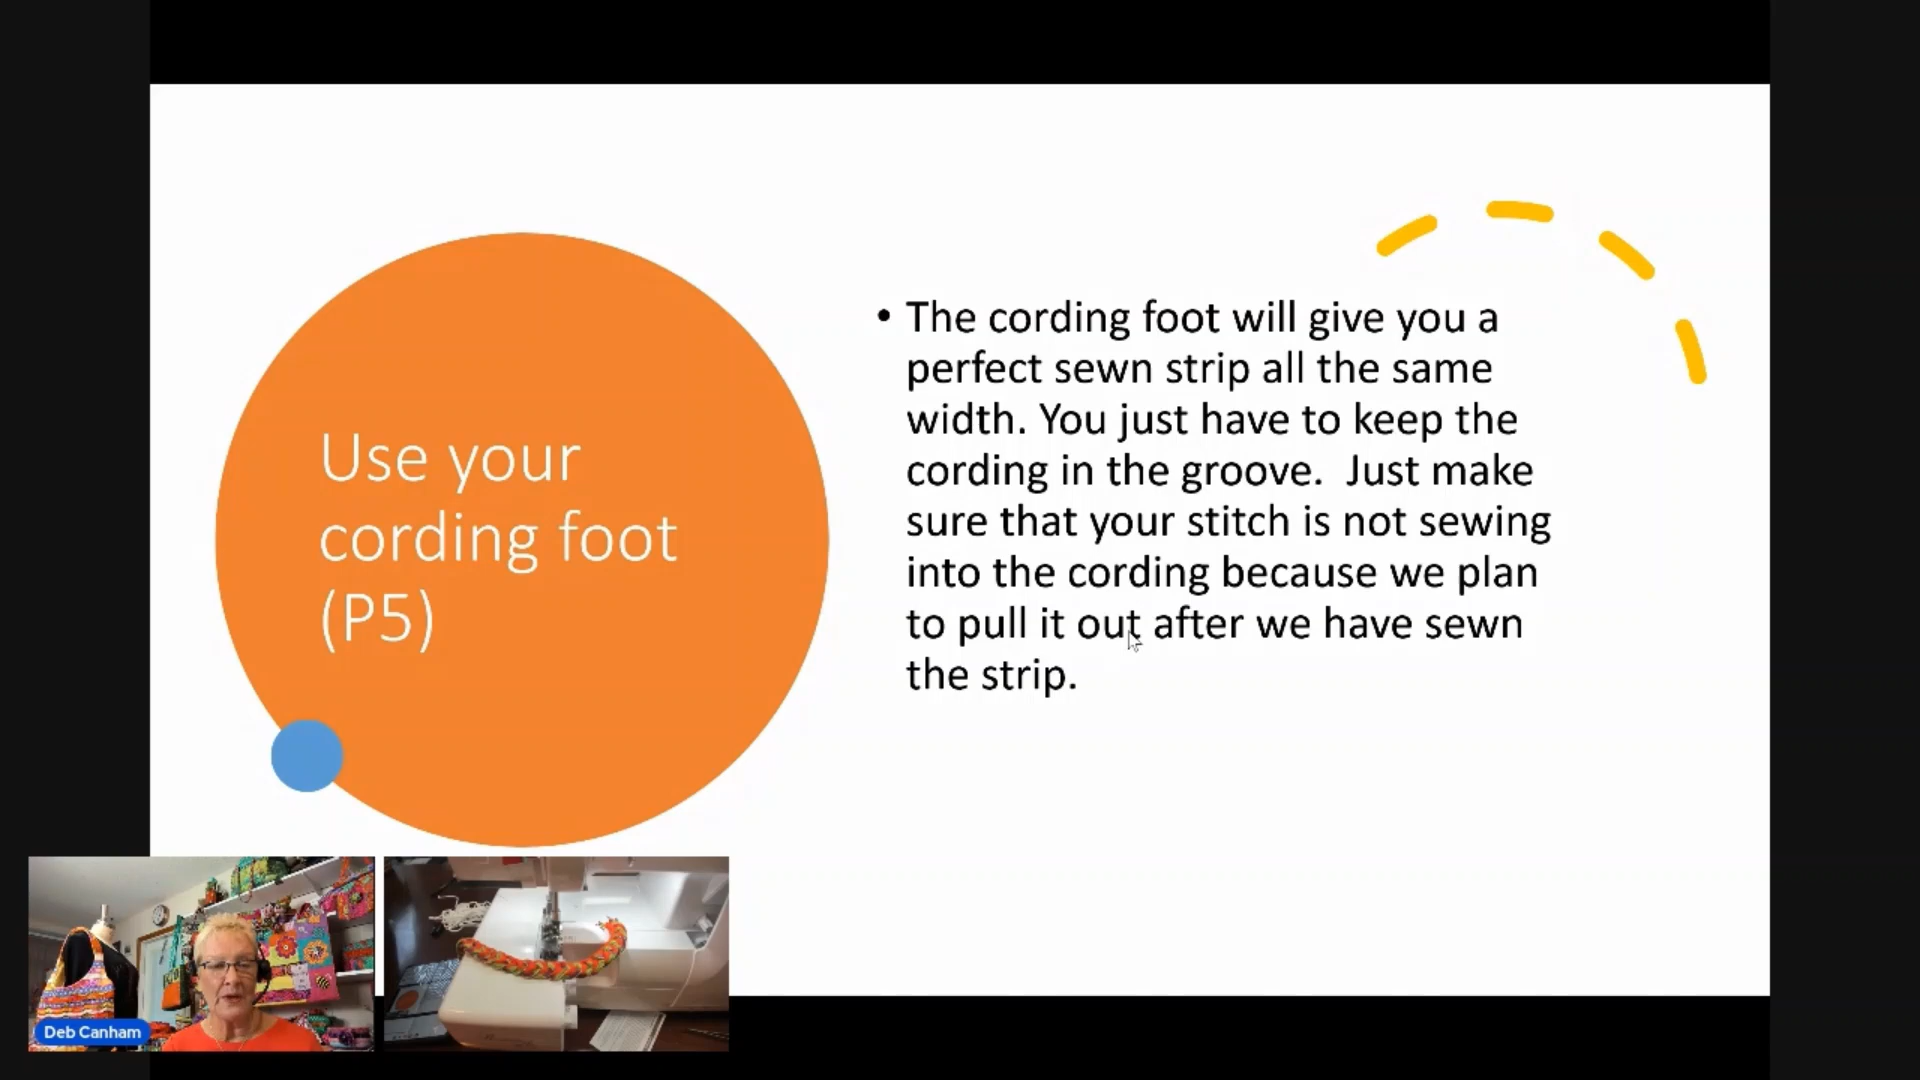 Use your
cording foot
(P5)
• The cording foot will give you a
perfect sewn strip all the same
width. You just have to keep the
cording in the groove.  Just make
sure that your stitch is not sewing
into the cording because we plan
to pull it out after we have sewn
the strip.
Deb Canham